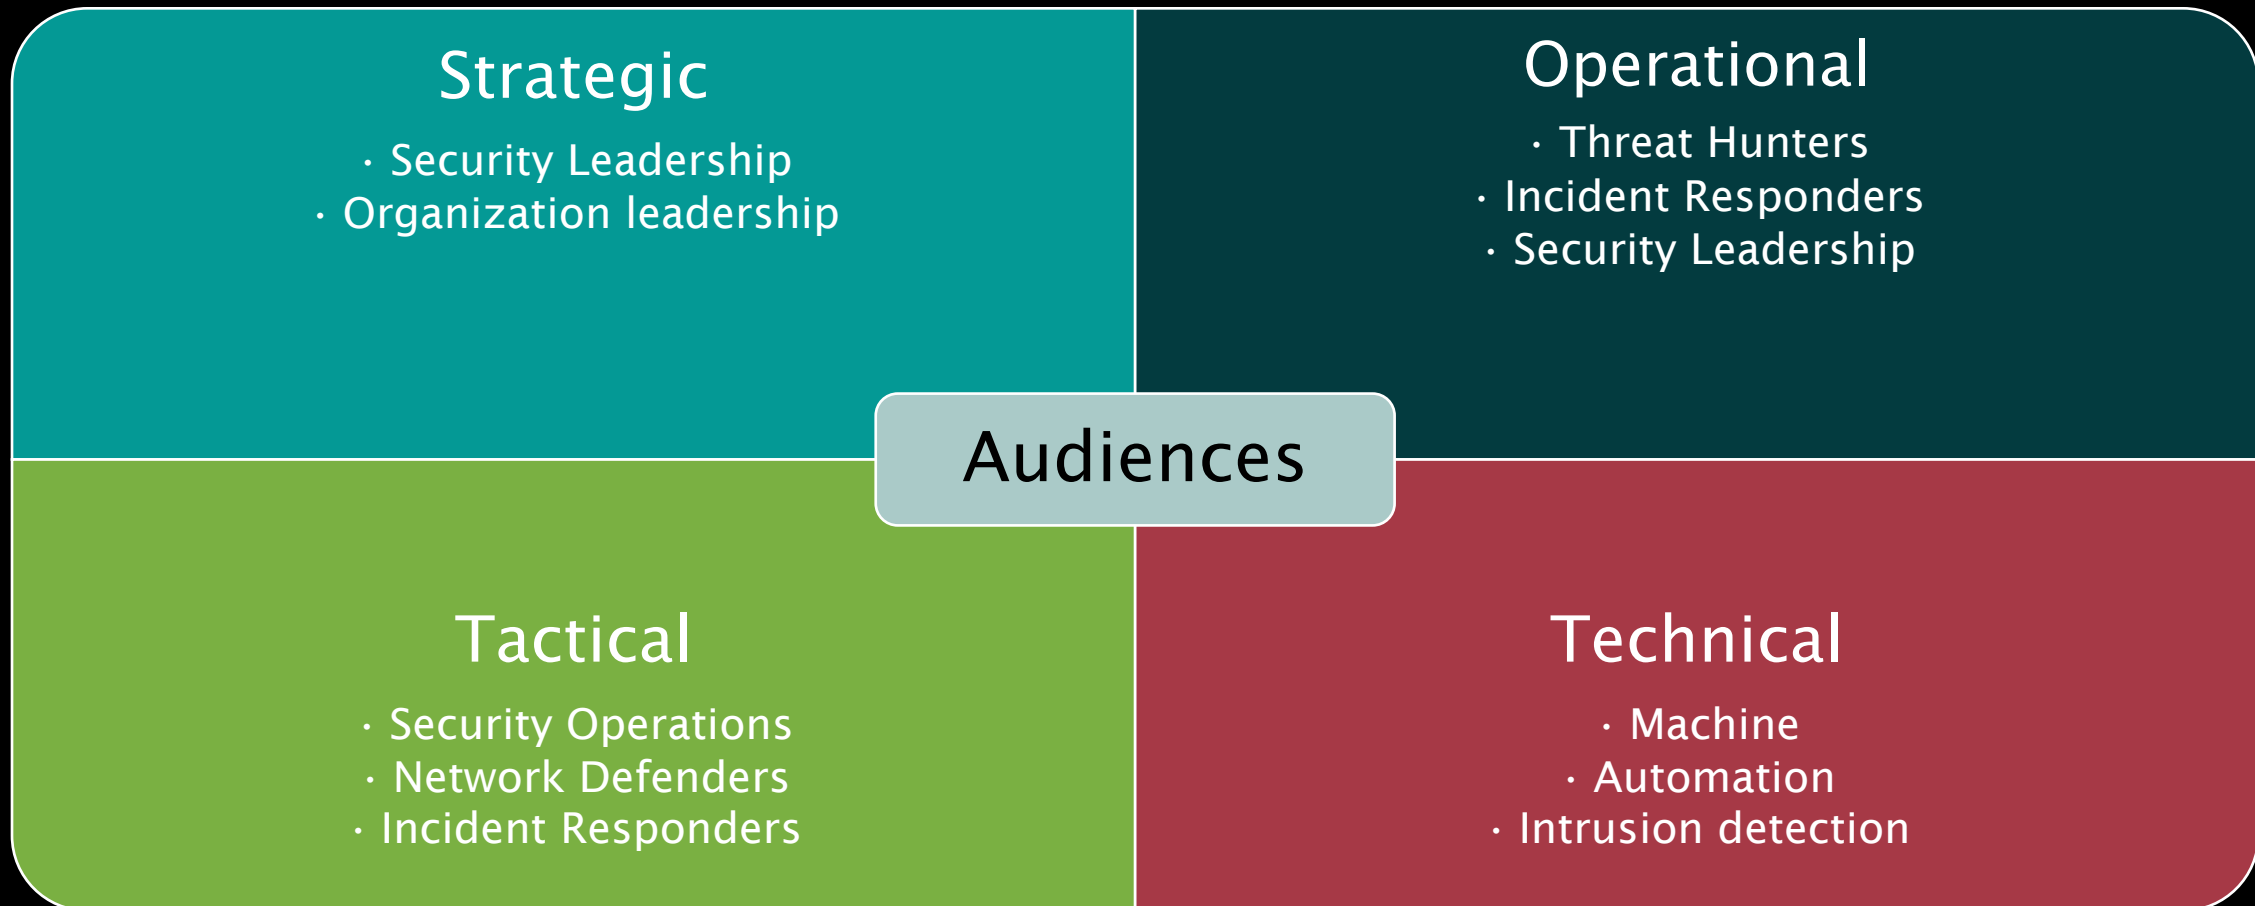 Strategic
· Security Leadership
· Organization leadership
Operational
· Threat Hunters
· Incident Responders
· Security Leadership
Audiences
Tactical
· Security Operations
· Network Defenders
· Incident Responders
Technical
· Machine
· Automation
· Intrusion detection